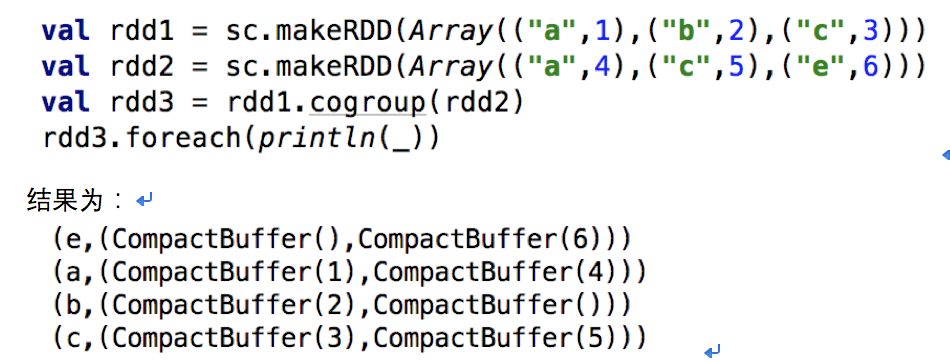 val rdd1 = sc.makeRDD(Array(("a",1),("b",2),("c",3)))
val rdd2 = sc.makeRDD(Array(("a",4),("c",5),("e",6)))
val rdd3 = rdd1.cogroup(rdd2)
rdd3.foreach(println(_))
结果为：
(e,(CompactBuffer(),CompactBuffer(6)))
(a,(CompactBuffer(1),CompactBuffer(4)))
(b,(CompactBuffer(2),CompactBuffer()))
(c,(CompactBuffer(3),CompactBuffer(5)))